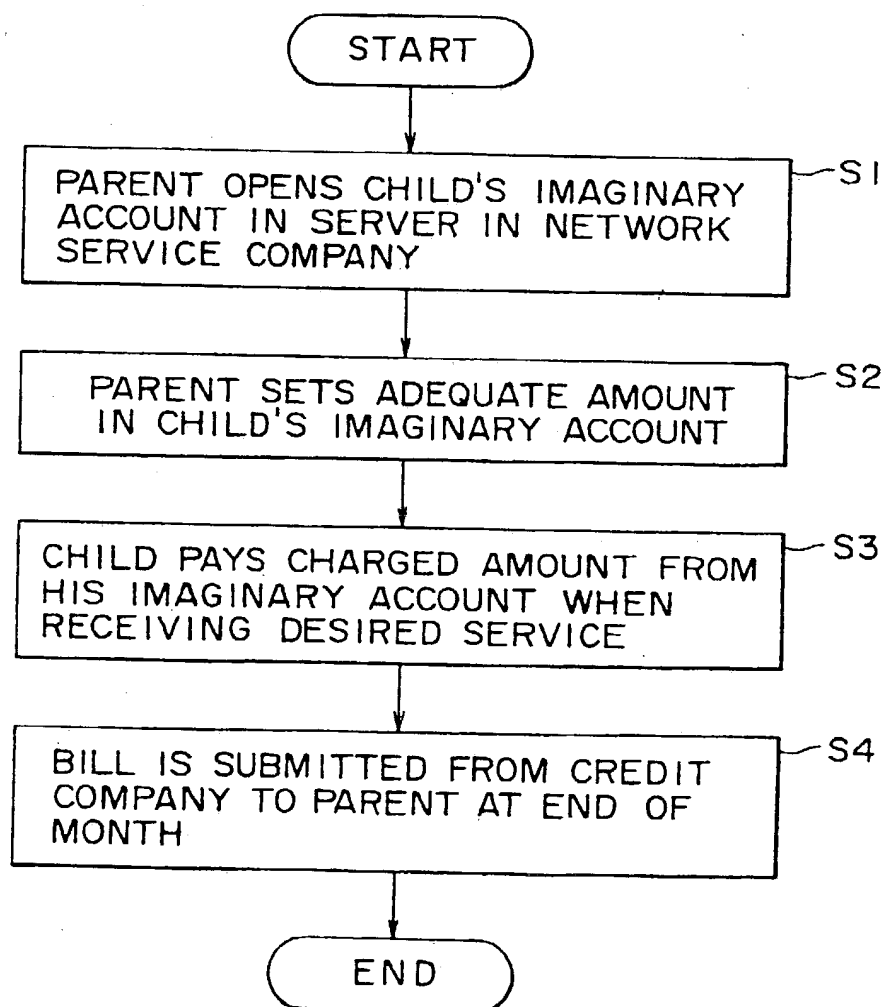 START
PARENT OPENS CHILD'S IMAGINARY
ACCOUNT IN SERVER IN NETWORK
SERVICE COMPANY
S1
PARENT SETS ADEQUATE AMOUNT
IN CHILD'S IMAGINARY ACCOUNT
S2
CHILD PAYS CHARGED AMOUNT FROM
HIS IMAGINARY ACCOUNT WHEN
RECEIVING DESIRED SERVICE
S3
BILL IS SUBMITTED FROM CREDIT
COMPANY TO PARENT AT END OF
MONTH
S4
END